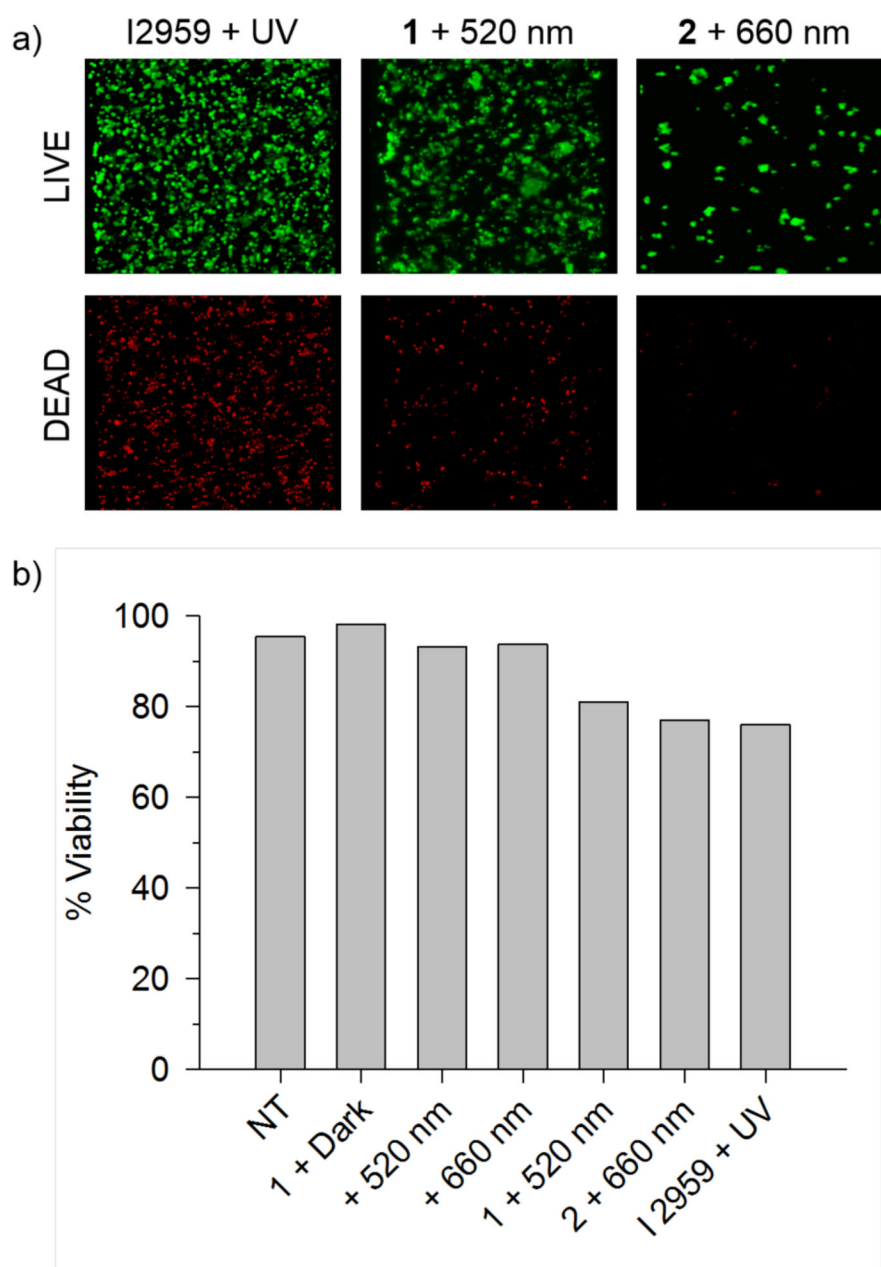 a)
I2959 + UV
1 + 520 nm
2 + 660 nm
LIVE
DEAD
b)
% Viability
100
80
60
40
20
0
NT
1 + Dark
+ 520 nm
+ 660 nm
1 + 520 nm
2 + 660 nm
I 2959 + UV